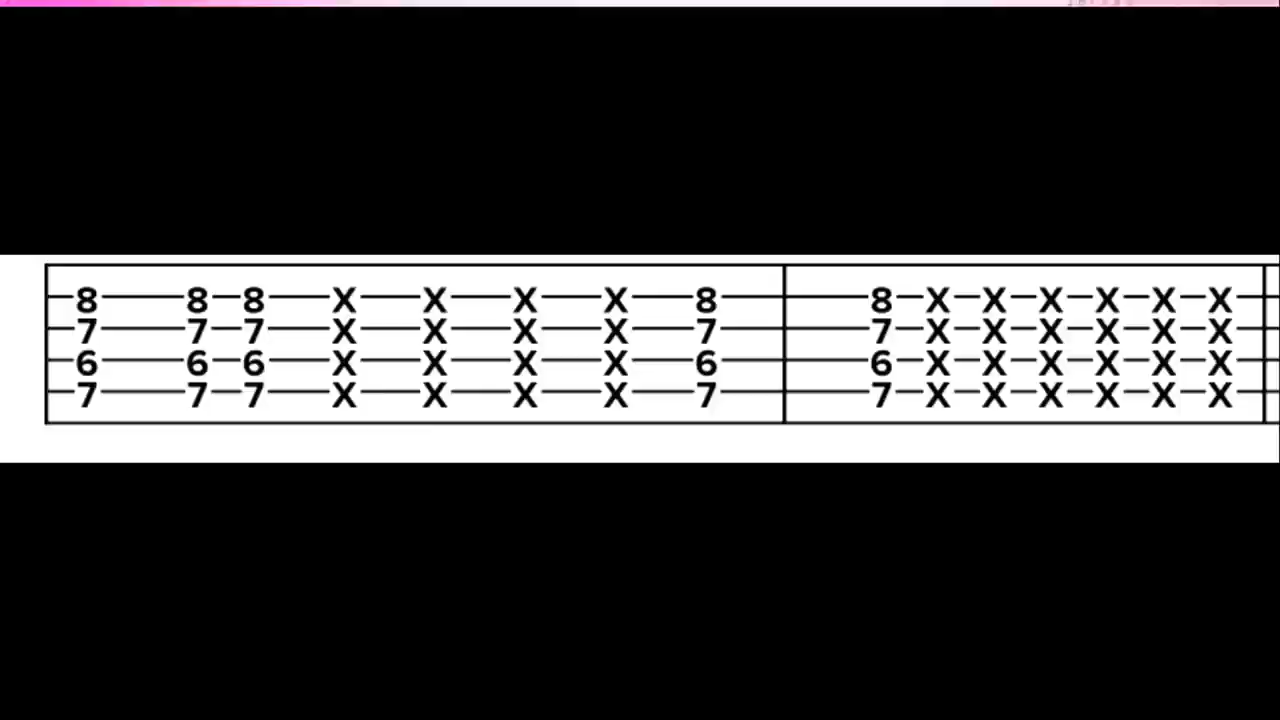 8 8 8 X X X X 8 8 X X X X X X
7 7 7 X X X X 7 7 X X X X X X
6 6 6 X X X X 6 6 X X X X X X
7 7 7 X X X X 7 7 X X X X X X